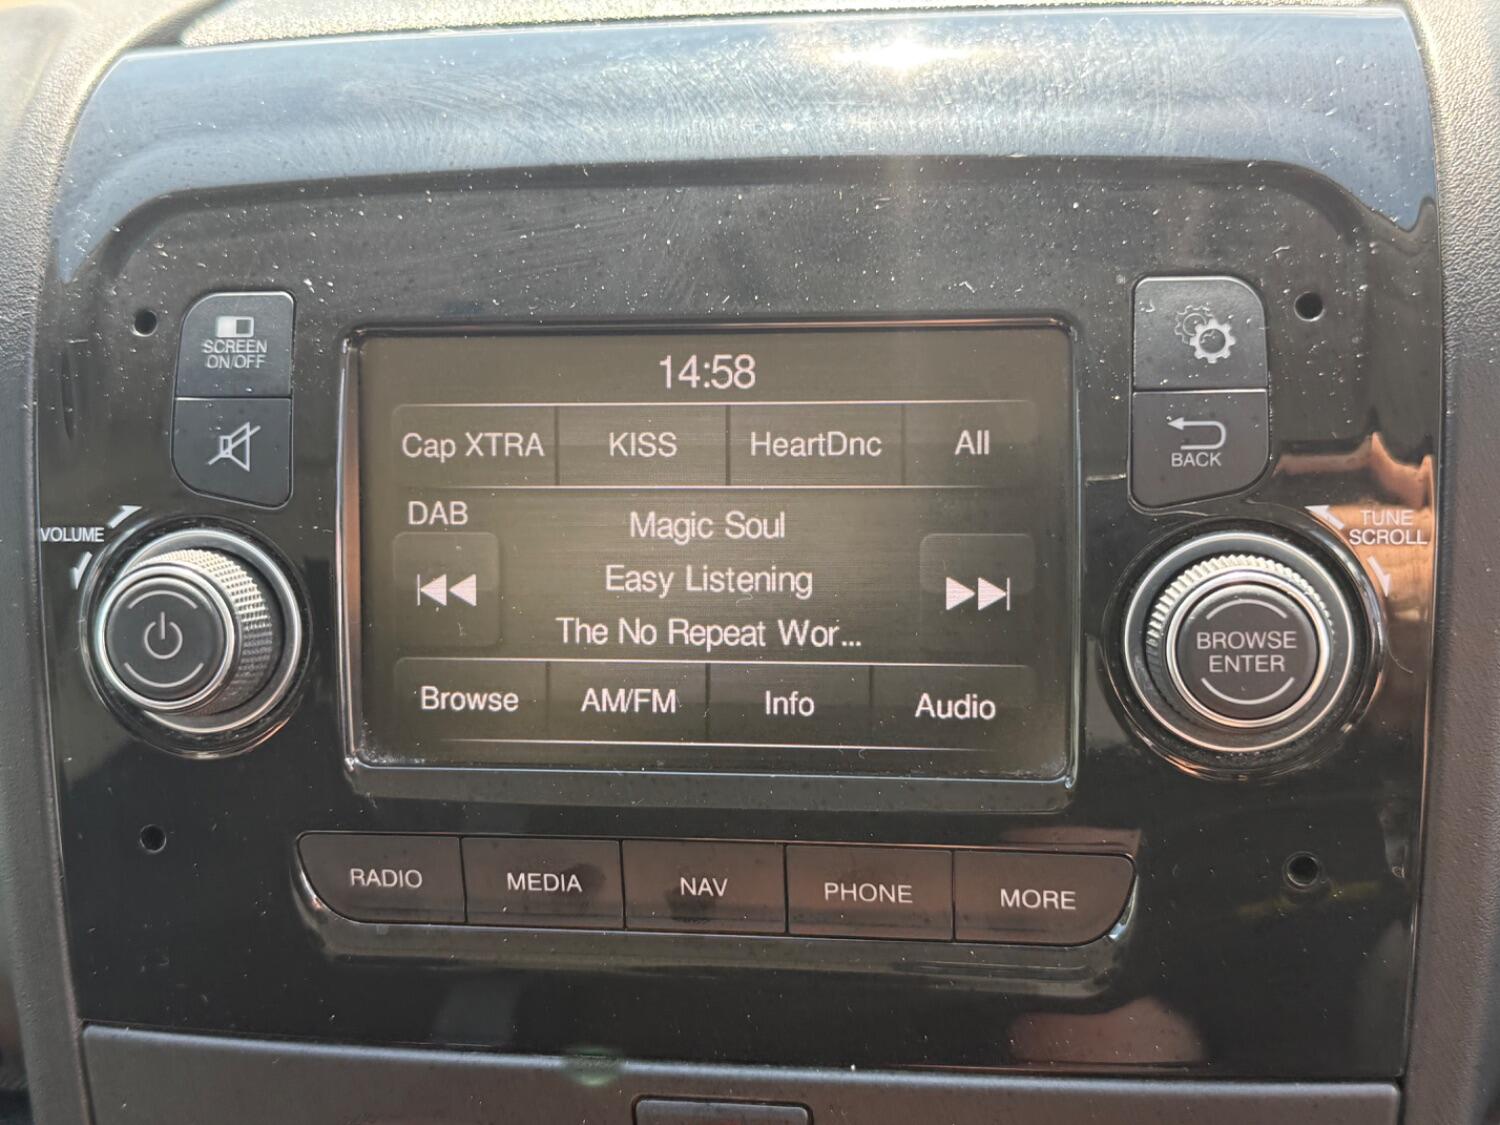 14:58
Cap XTRA KISS HeartDnc All
DAB
Magic Soul
Easy Listening
The No Repeat Wor...
Browse AM/FM Info Audio
SCREEN
ON/OFF
BACK
VOLUME
TUNE
SCROLL
BROWSE
ENTER
RADIO MEDIA NAV PHONE MORE